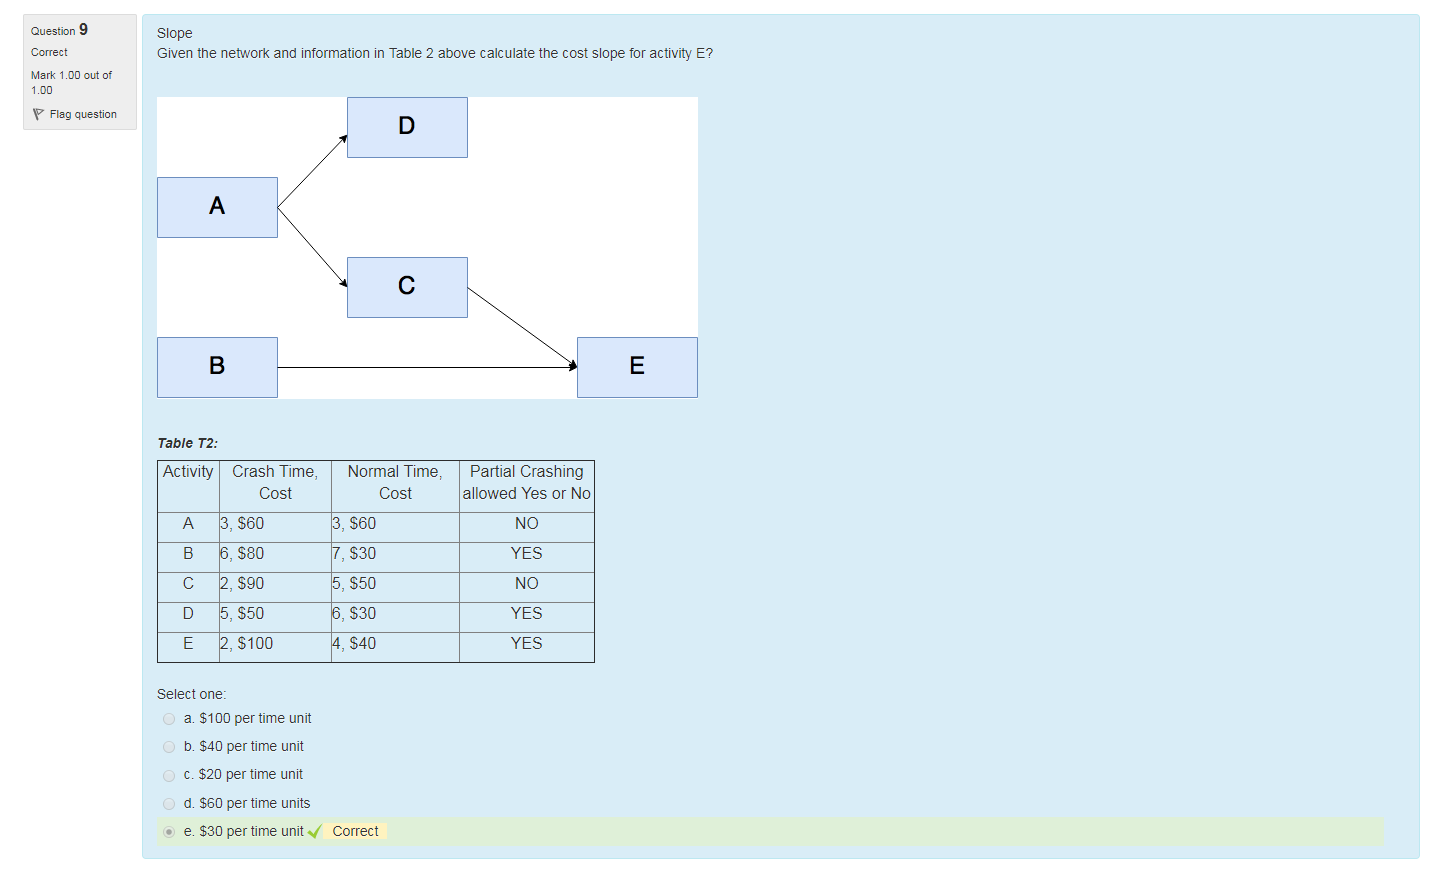 Question 9
Correct
Mark 1.00 out of
1.00
Flag question
Slope
Given the network and information in Table 2 above calculate the cost slope for activity E?
D
A
C
B
E
Table T2:
Activity Crash Time, Cost Normal Time, Cost Partial Crashing allowed Yes or No
A 3, $60 3, $60 NO
B 6, $80 7, $30 YES
C 2, $90 5, $50 NO
D 5, $50 6, $30 YES
E 2, $100 4, $40 YES
Select one:
a. $100 per time unit
b. $40 per time unit
c. $20 per time unit
d. $60 per time units
e. $30 per time unit Correct